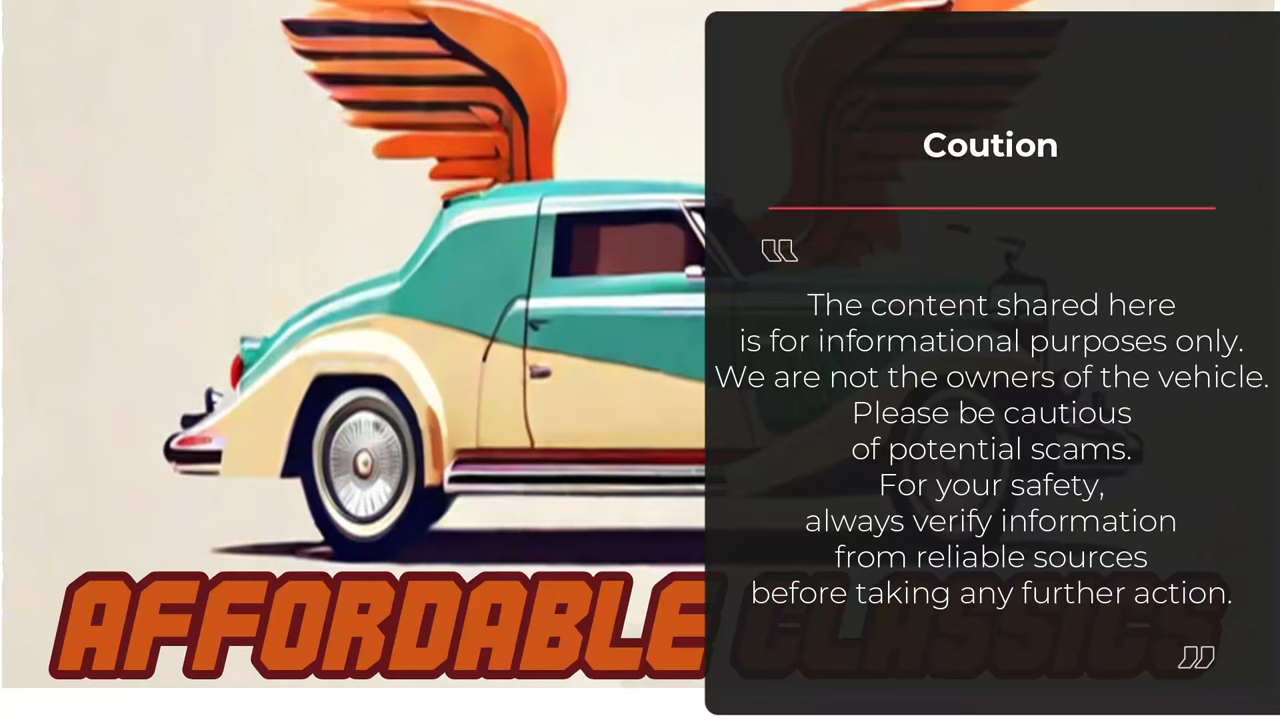 Coution
The content shared here
is for informational purposes only.
We are not the owners of the vehicle.
Please be cautious
of potential scams.
For your safety,
always verify information
from reliable sources
before taking any further action.
AFFORDABLE CLASSICS